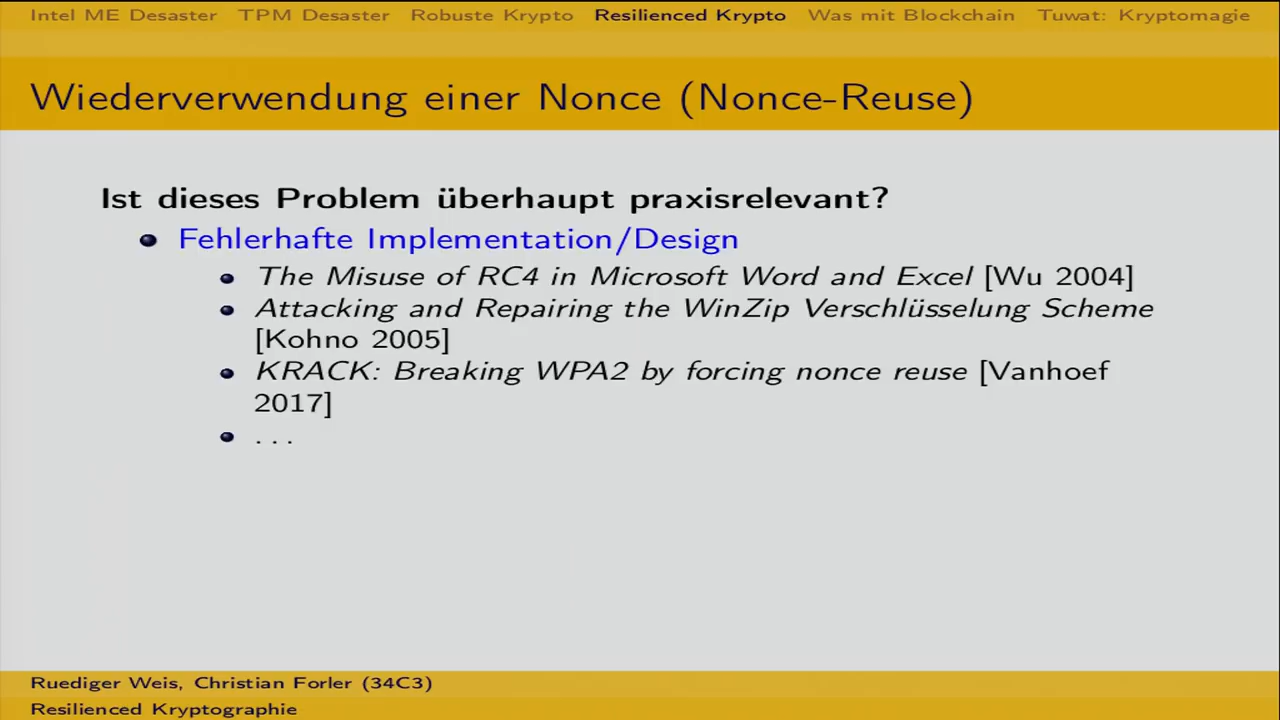 Intel ME Desaster TPM Desaster Robuste Krypto Resilienced Krypto Was mit Blockchain Tuwat: Kryptomagie
Wiederverwendung einer Nonce (Nonce-Reuse)
Ist dieses Problem überhaupt praxisrelevant?
Fehlerhafte Implementation/Design
The Misuse of RC4 in Microsoft Word and Excel [Wu 2004]
Attacking and Repairing the WinZip Verschlüsselung Scheme
[Kohno 2005]
KRACK: Breaking WPA2 by forcing nonce reuse [Vanhoef
2017]
...
Ruediger Weis, Christian Forler (34C3)
Resilienced Kryptographie